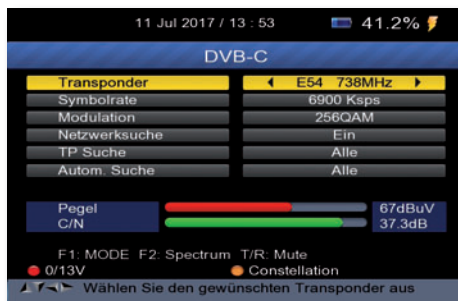 11 Jul 2017 / 13 : 53 41.2%
DVB-C
Transponder E54 738MHz
Symbolrate 6900 Ksps
Modulation 256QAM
Netzwerksuche Ein
TP Suche Alle
Autom. Suche Alle
Pegel 67dBuV
C/N 37.3dB
F1: MODE F2: Spectrum T/R: Mute
0/13V Constellation
Wählen Sie den gewünschten Transponder aus